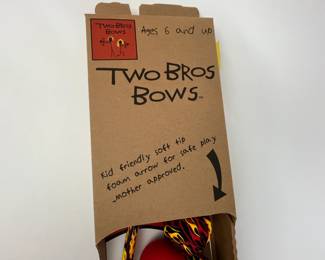 TWO BROS
BOWS
Ages 6 and up
TWO BROS
BOWS™
Kid friendly soft tip
foam arrow for safe play
mother approved.